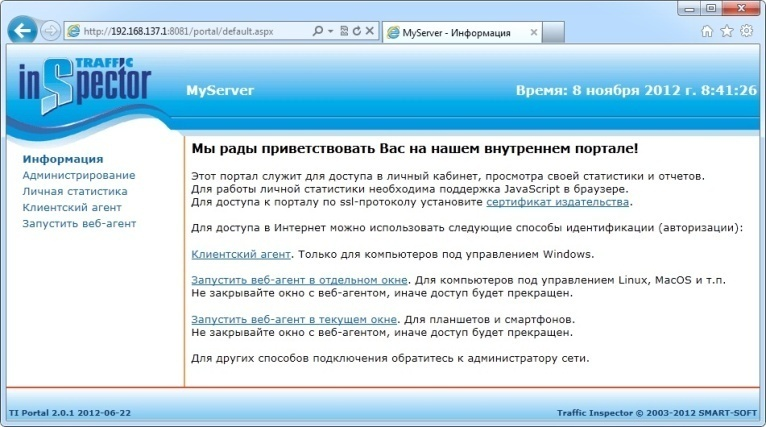 http://192.168.137.1:8081/portal/default.aspx
MyServer - Информация
TRAFFIC
inSpector
MyServer
Время: 8 ноября 2012 г. 8:41:26
Информация
Администрирование
Личная статистика
Клиентский агент
Запустить веб-агент
Мы рады приветствовать Вас на нашем внутреннем портале!
Этот портал служит для доступа в личный кабинет, просмотра своей статистики и отчетов.
Для работы личной статистики необходима поддержка JavaScript в браузере.
Для доступа к порталу по ssl-протоколу установите сертификат издательства.
Для доступа в Интернет можно использовать следующие способы идентификации (авторизации):
Клиентский агент. Только для компьютеров под управлением Windows.
Запустить веб-агент в отдельном окне. Для компьютеров под управлением Linux, MacOS и т.п.
Не закрывайте окно с веб-агентом, иначе доступ будет прекращен.
Запустить веб-агент в текущем окне. Для планшетов и смартфонов.
Не закрывайте окно с веб-агентом, иначе доступ будет прекращен.
Для других способов подключения обратитесь к администратору сети.
TI Portal 2.0.1 2012-06-22
Traffic Inspector © 2003-2012 SMART-SOFT